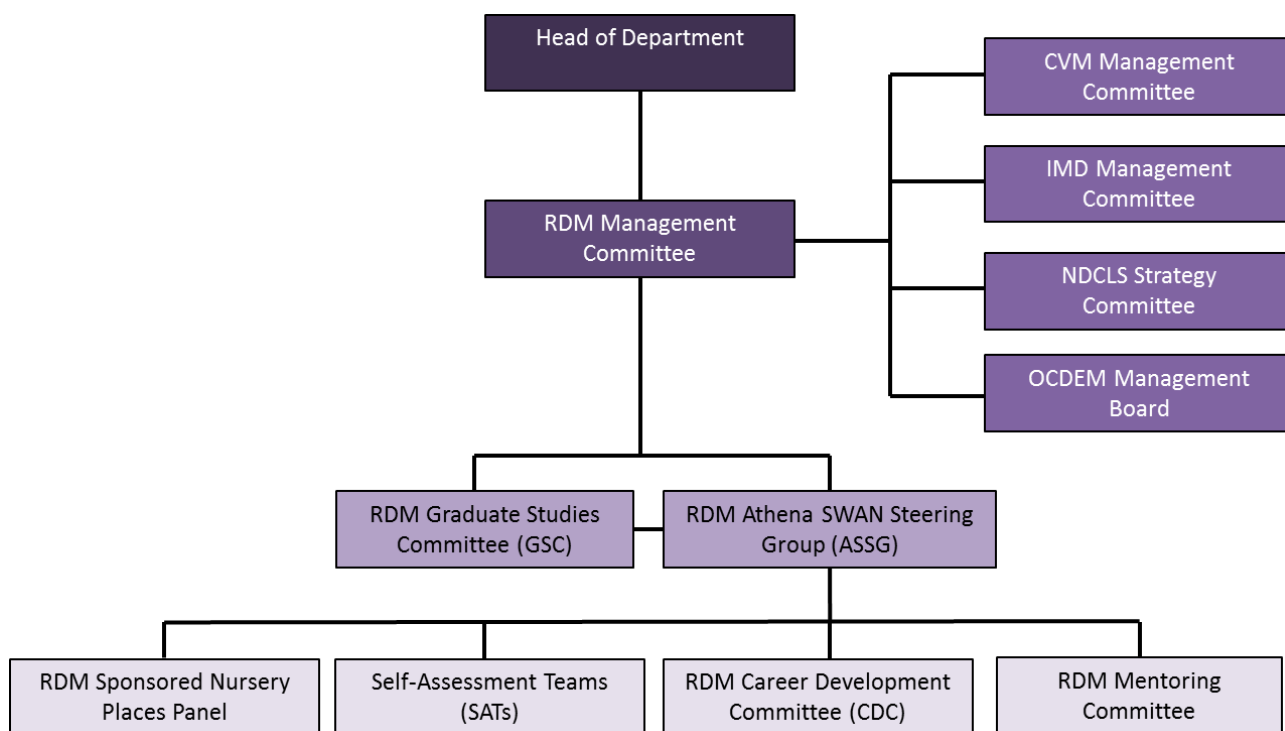 Head of Department
CVM Management
Committee
IMD Management
Committee
RDM Management
Committee
NDCLS Strategy
Committee
OCDEM Management
Board
RDM Graduate Studies
Committee (GSC)
RDM Athena SWAN Steering
Group (ASSG)
RDM Sponsored Nursery
Places Panel
Self-Assessment Teams
(SATs)
RDM Career Development
Committee (CDC)
RDM Mentoring
Committee